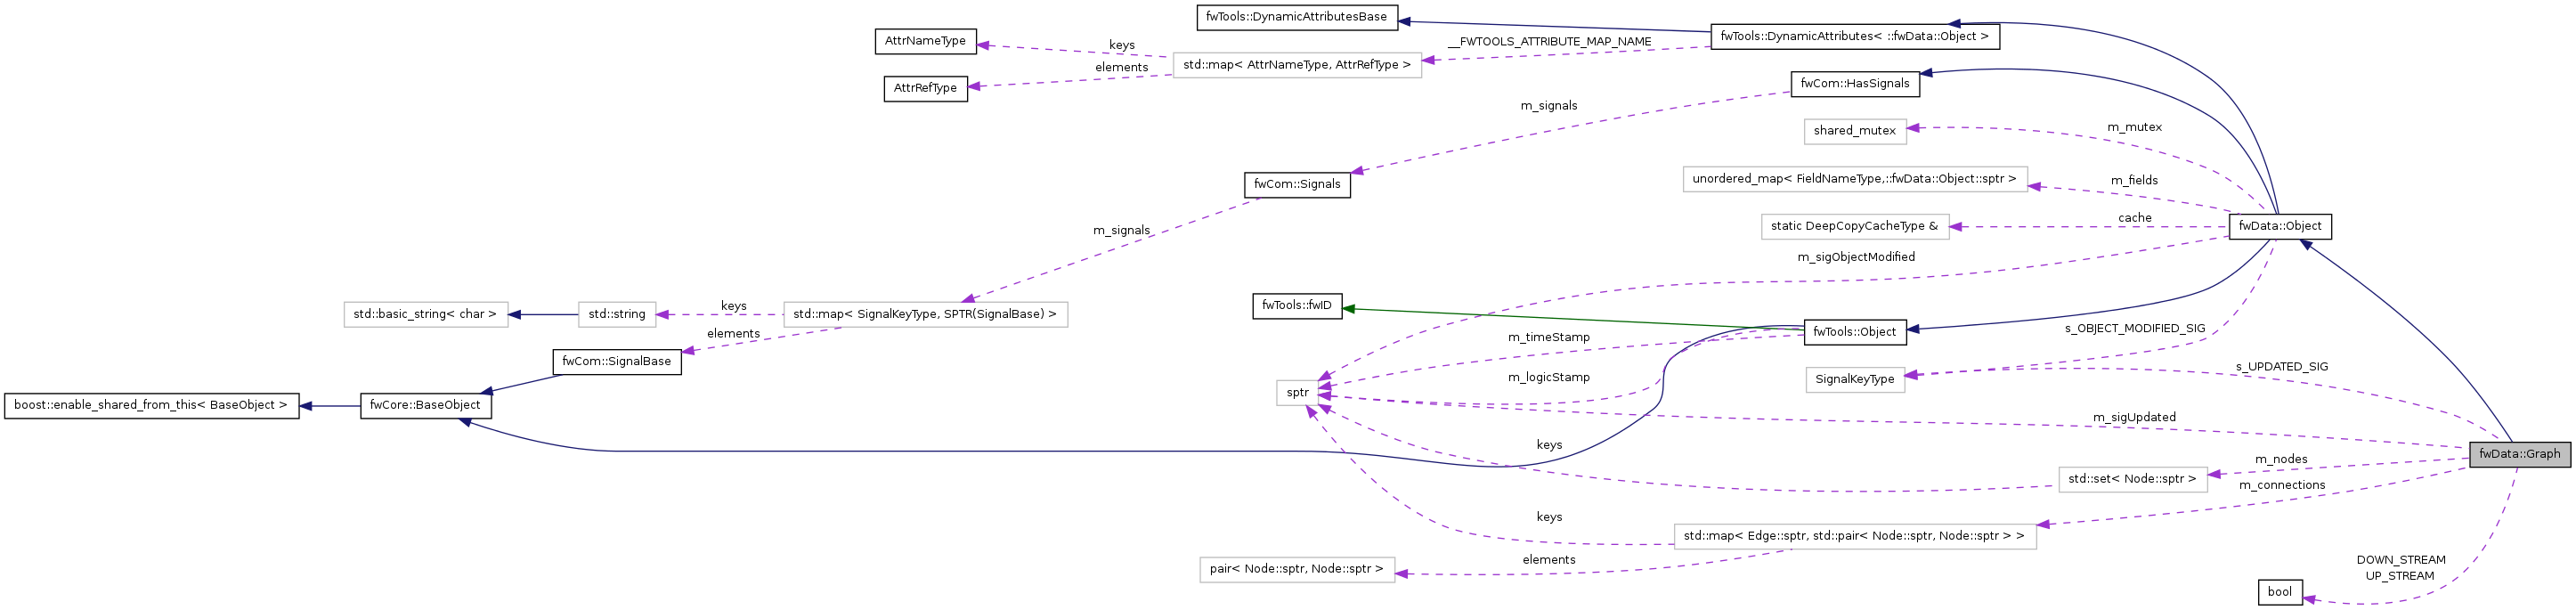 fwTools::DynamicAttributesBase
fwTools::DynamicAttributes< ::fwData::Object >
AttrNameType
keys
__FWTOOLS_ATTRIBUTE_MAP_NAME
std::map< AttrNameType, AttrRefType >
elements
AttrRefType
fwCom::HasSignals
m_signals
shared_mutex
m_mutex
unordered_map< FieldNameType,::fwData::Object::sptr >
m_fields
fwCom::Signals
static DeepCopyCacheType &
cache
fwData::Object
m_signals
m_sigObjectModified
fwTools::fwID
std::basic_string< char >
std::string
keys
std::map< SignalKeyType, SPTR(SignalBase) >
elements
fwTools::Object
s_OBJECT_MODIFIED_SIG
m_timeStamp
fwCom::SignalBase
m_logicStamp
SignalKeyType
s_UPDATED_SIG
sptr
boost::enable_shared_from_this< BaseObject >
fwCore::BaseObject
m_sigUpdated
keys
fwData::Graph
m_nodes
std::set< Node::sptr >
m_connections
keys
std::map< Edge::sptr, std::pair< Node::sptr, Node::sptr > >
elements
pair< Node::sptr, Node::sptr >
DOWN_STREAM
UP_STREAM
bool